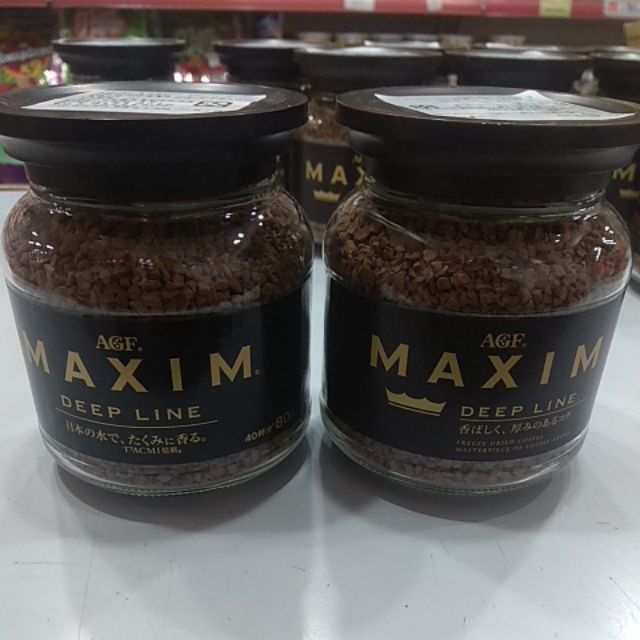 AGF
MAXIM
DEEP LINE
日本の水で、たくみに香る。
40杯分 80
AGF
MAXIM
DEEP LINE
香ばしく、厚みのあるコク
FREEZE DRIED COFFEE
MAXIM